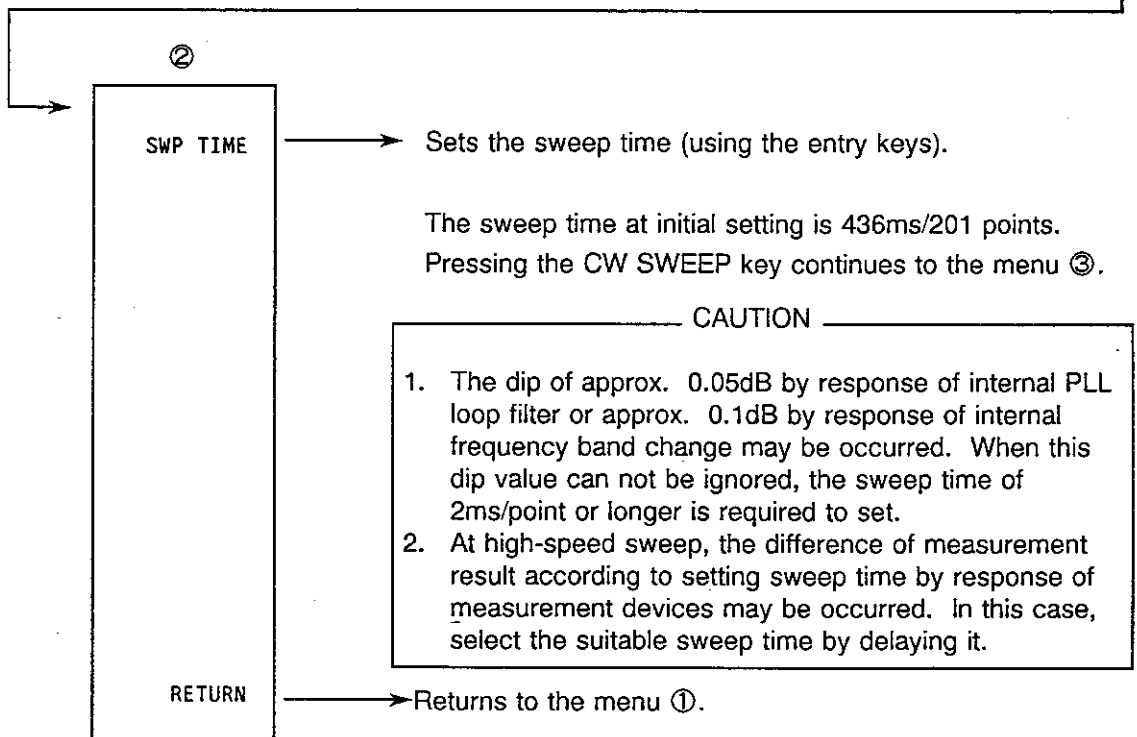 ②
SWP TIME
Sets the sweep time (using the entry keys).
The sweep time at initial setting is 436ms/201 points.
Pressing the CW SWEEP key continues to the menu ③.
CAUTION
1. The dip of approx. 0.05dB by response of internal PLL
loop filter or approx. 0.1dB by response of internal
frequency band change may be occurred. When this
dip value can not be ignored, the sweep time of
2ms/point or longer is required to set.
2. At high-speed sweep, the difference of measurement
result according to setting sweep time by response of
measurement devices may be occurred. In this case,
select the suitable sweep time by delaying it.
RETURN
Returns to the menu ①.